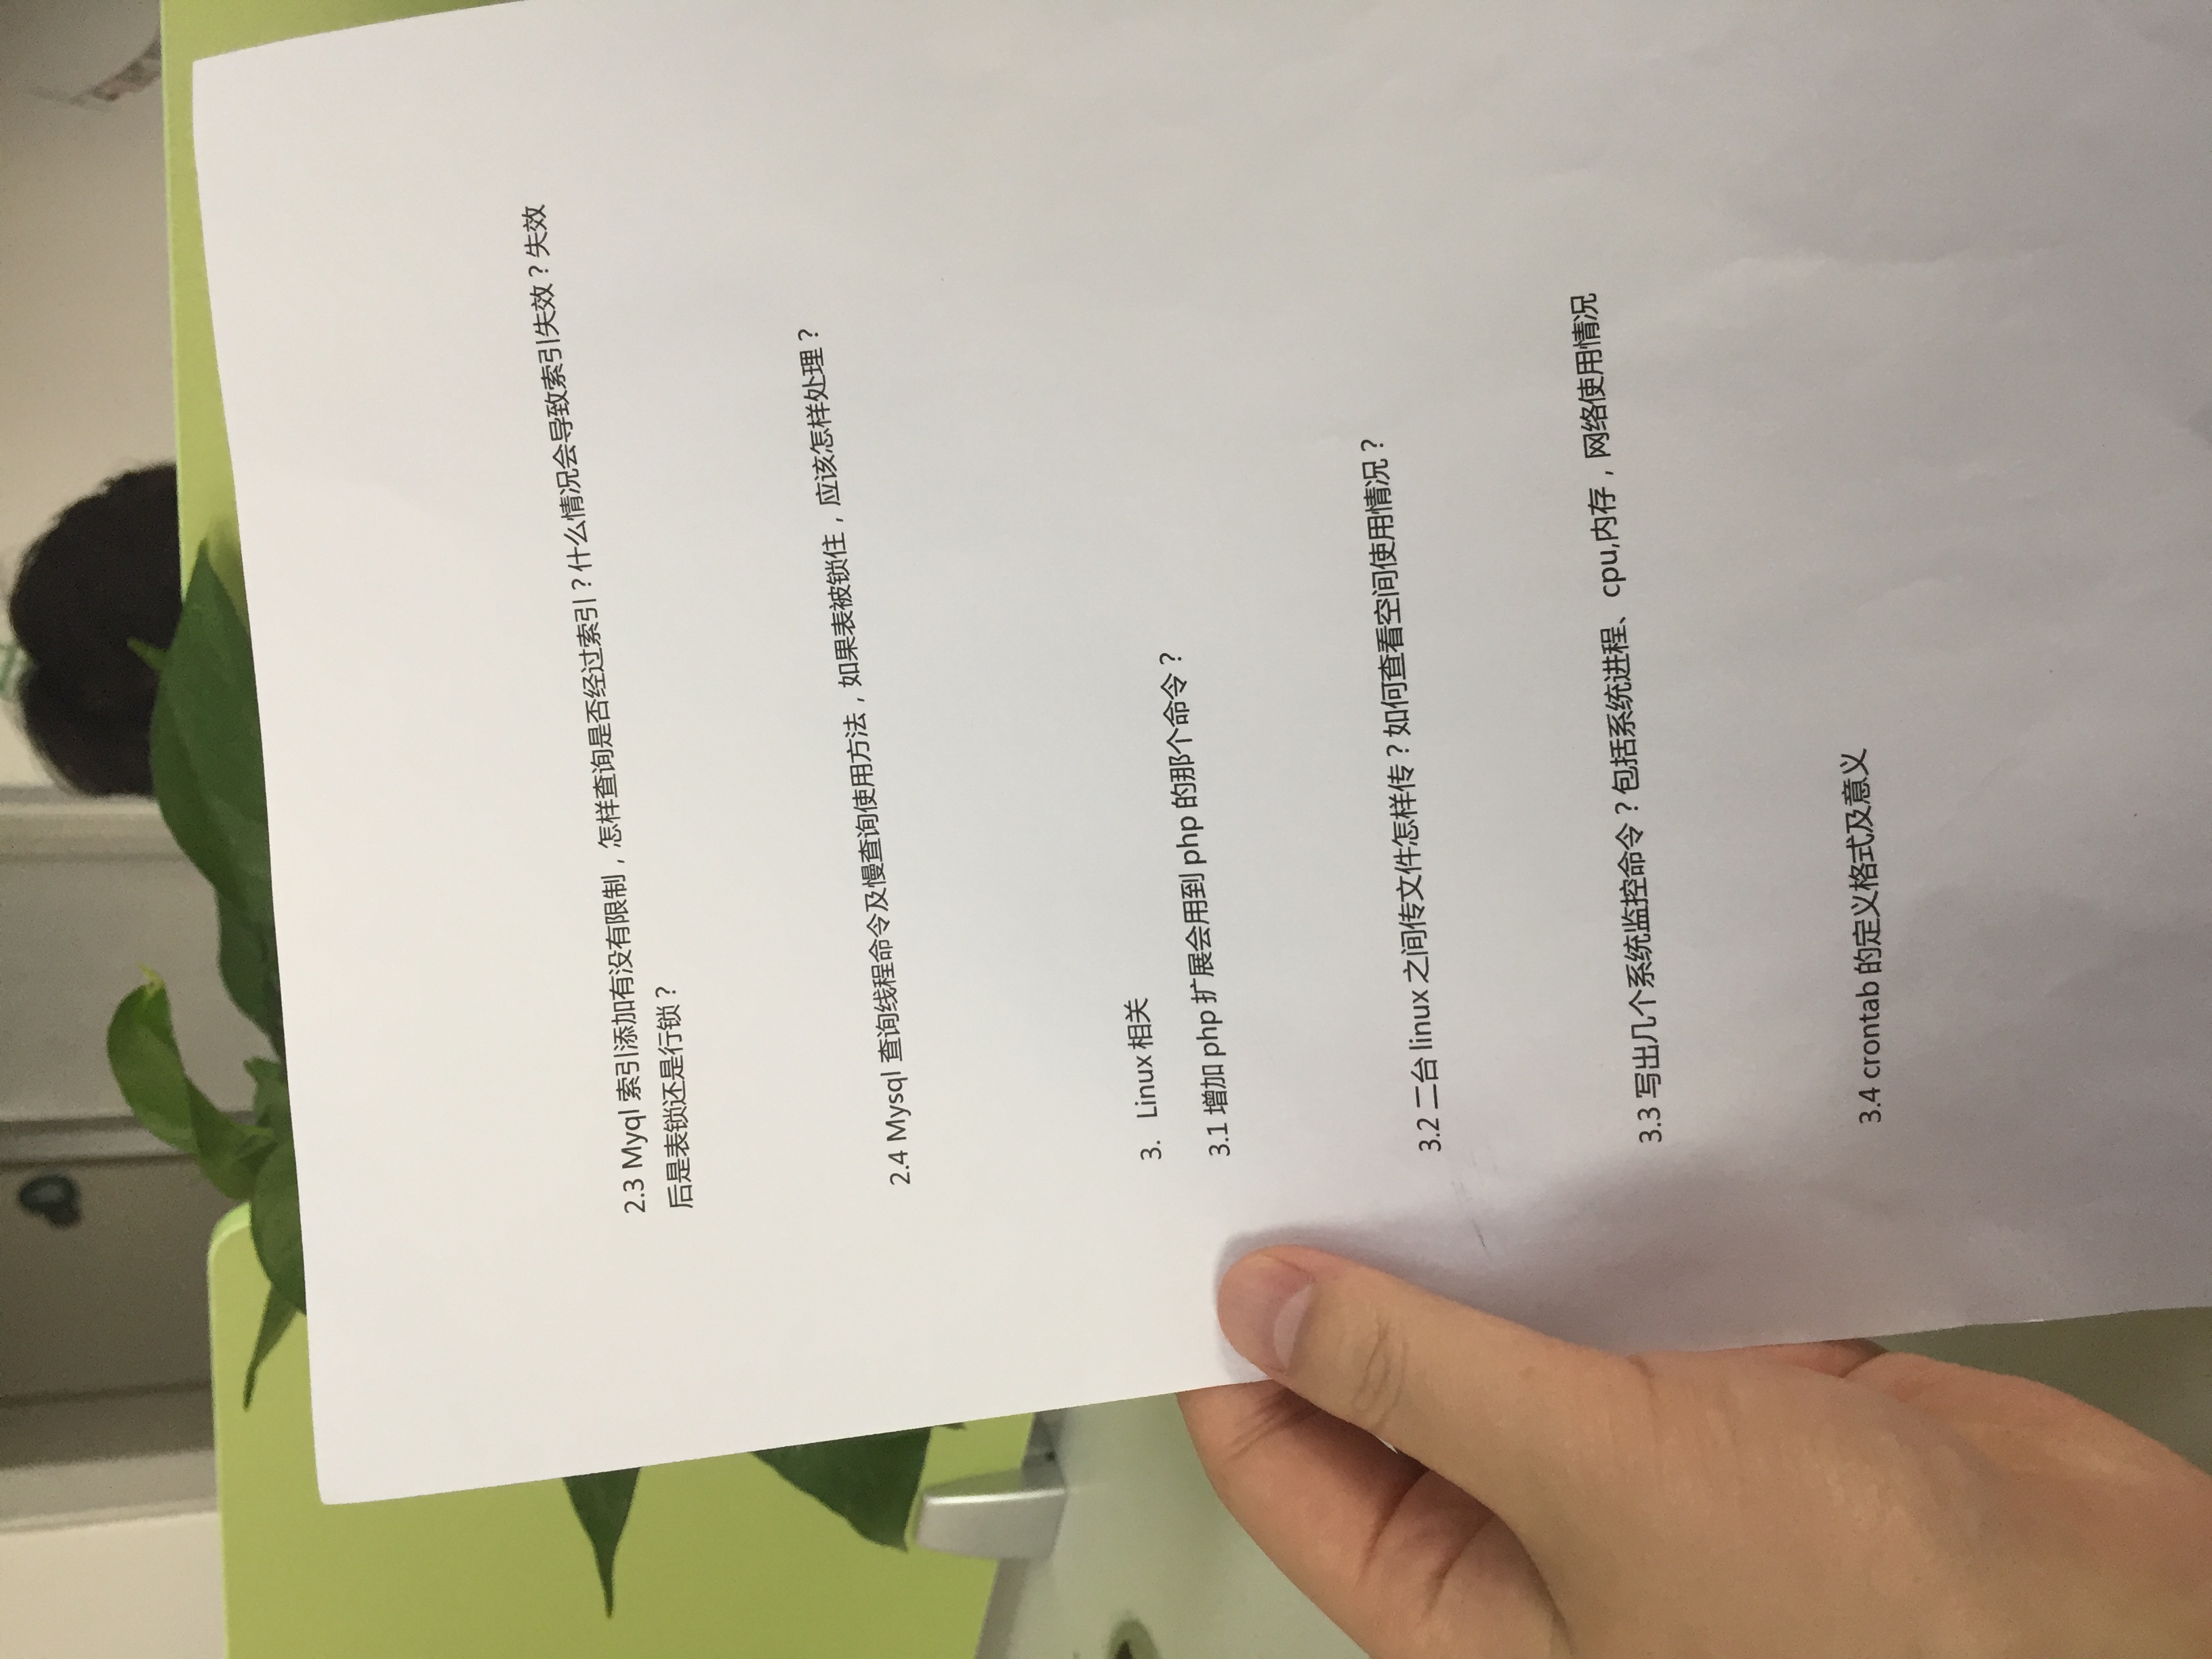 2.3 Myql 索引添加有没有限制，怎样查询是否经过索引？什么情况会导致索引失效？失效
后是表锁还是行锁？
2.4 Mysql 查询线程命令及慢查询使用方法，如果表被锁住，应该怎样处理？
3. Linux 相关
3.1 增加 php 扩展会用到 php 的那个命令？
3.2 二台 linux 之间传文件怎样传？如何查看空间使用情况？
3.3 写出几个系统监控命令？包括系统进程、cpu,内存，网络使用情况
3.4 crontab 的定义格式及意义